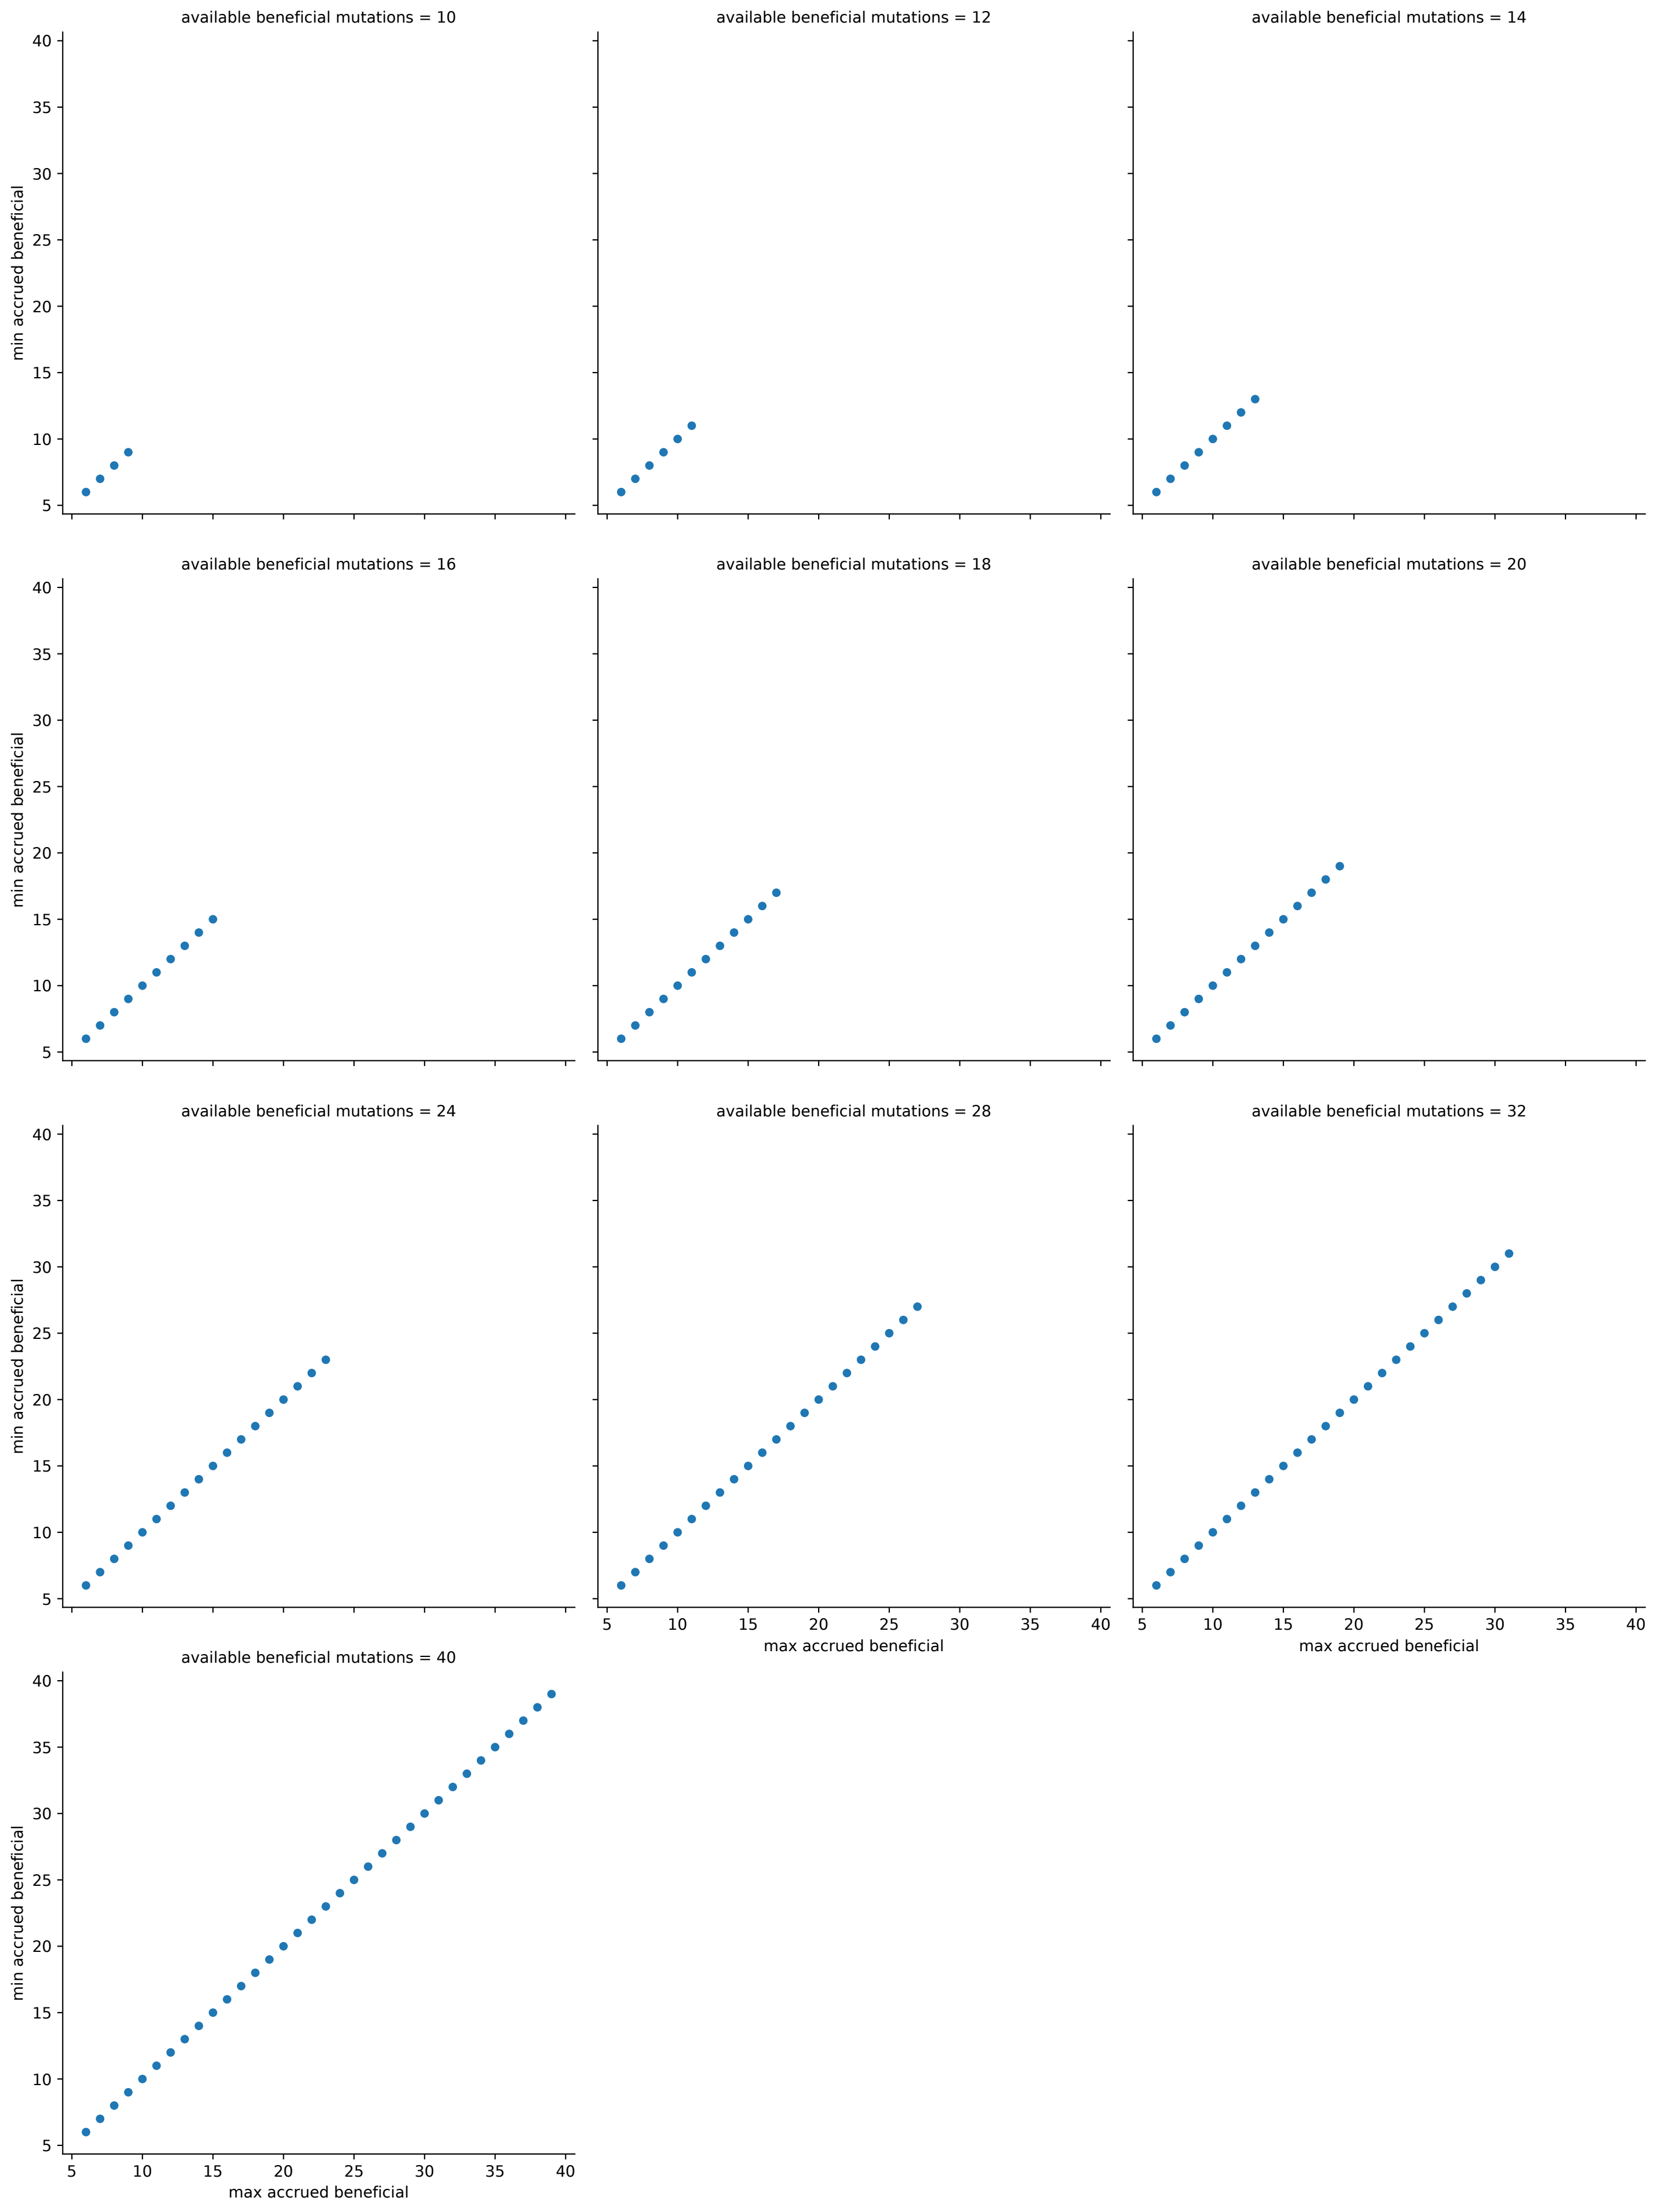 available beneficial mutations = 10
available beneficial mutations = 12
available beneficial mutations = 14
40
35
30
25
20
15
10
5
min accrued beneficial
available beneficial mutations = 16
available beneficial mutations = 18
available beneficial mutations = 20
40
35
30
25
20
15
10
5
min accrued beneficial
available beneficial mutations = 24
available beneficial mutations = 28
available beneficial mutations = 32
40
35
30
25
20
15
10
5
min accrued beneficial
5 10 15 20 25 30 35 40
max accrued beneficial
5 10 15 20 25 30 35 40
max accrued beneficial
available beneficial mutations = 40
40
35
30
25
20
15
10
5
min accrued beneficial
5 10 15 20 25 30 35 40
max accrued beneficial